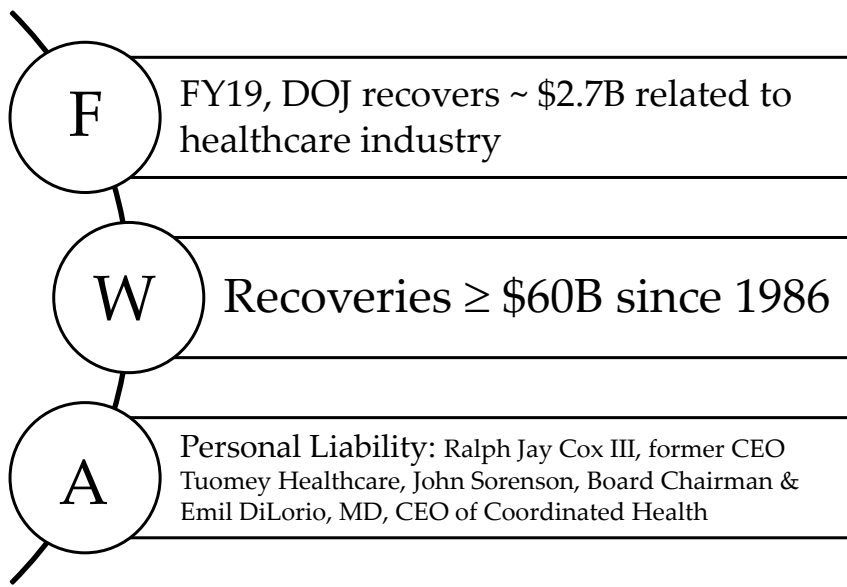 F
FY19, DOJ recovers ~ $2.7B related to
healthcare industry
W
Recoveries ≥ $60B since 1986
A
Personal Liability: Ralph Jay Cox III, former CEO
Tuomey Healthcare, John Sorenson, Board Chairman &
Emil DiLorio, MD, CEO of Coordinated Health